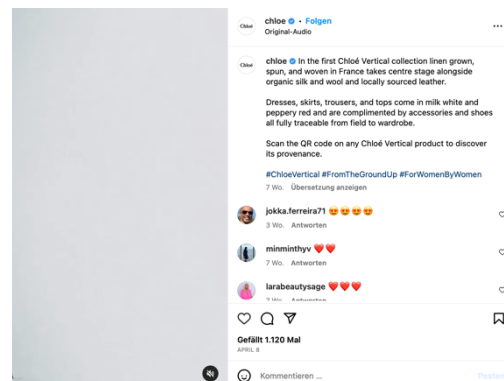 Chloé
chloe • Folgen
Original-Audio
Chloé
chloe In the first Chloé Vertical collection linen grown,
spun, and woven in France takes centre stage alongside
organic silk and wool and locally sourced leather.
Dresses, skirts, trousers, and tops come in milk white and
peppery red and are complimented by accessories and shoes
all fully traceable from field to wardrobe.
Scan the QR code on any Chloé Vertical product to discover
its provenance.
#ChloeVertical #FromTheGroundUp #ForWomenByWomen
7 Wo. Übersetzung anzeigen
jokka.ferreira71 😍😍😍😍
3 Wo. Antworten
minminthyv ❤️❤️
7 Wo. Antworten
larabeautysage ❤️❤️❤️
7 Wo. Antworten
Gefällt 1.120 Mal
APRIL 8
Kommentieren ...
Posten